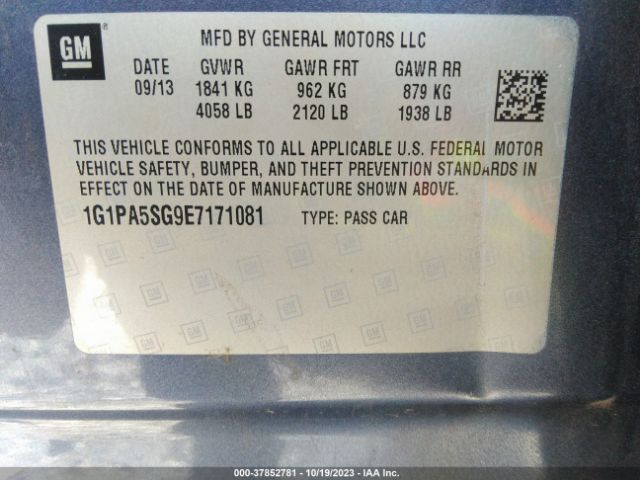 GM ® MFD BY GENERAL MOTORS LLC
DATE GVWR GAWR FRT GAWR RR
09/13 1841 KG 962 KG 879 KG
4058 LB 2120 LB 1938 LB
THIS VEHICLE CONFORMS TO ALL APPLICABLE U.S. FEDERAL MOTOR
VEHICLE SAFETY, BUMPER, AND THEFT PREVENTION STANDARDS IN
EFFECT ON THE DATE OF MANUFACTURE SHOWN ABOVE.
1G1PA5SG9E7171081 TYPE: PASS CAR
000-37852781 - 10/19/2023 - IAA Inc.